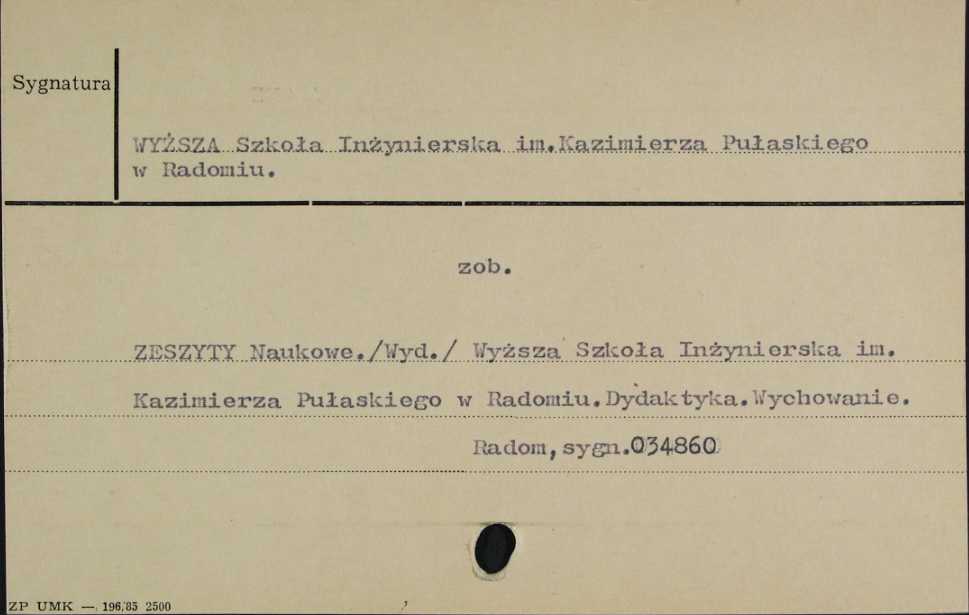 Sygnatura
WYŻSZA Szkoła Inżynierska im.Kazimierza Pułaskiego
w Radomiu.
zob.
ZESZYTY Naukowe./Wyd./ Wyższa Szkoła Inżynierska im.
Kazimierza Pułaskiego w Radomiu.Dydaktyka.Wychowanie.
Radom,sygn.034860
ZP UMK — 196/85 2500